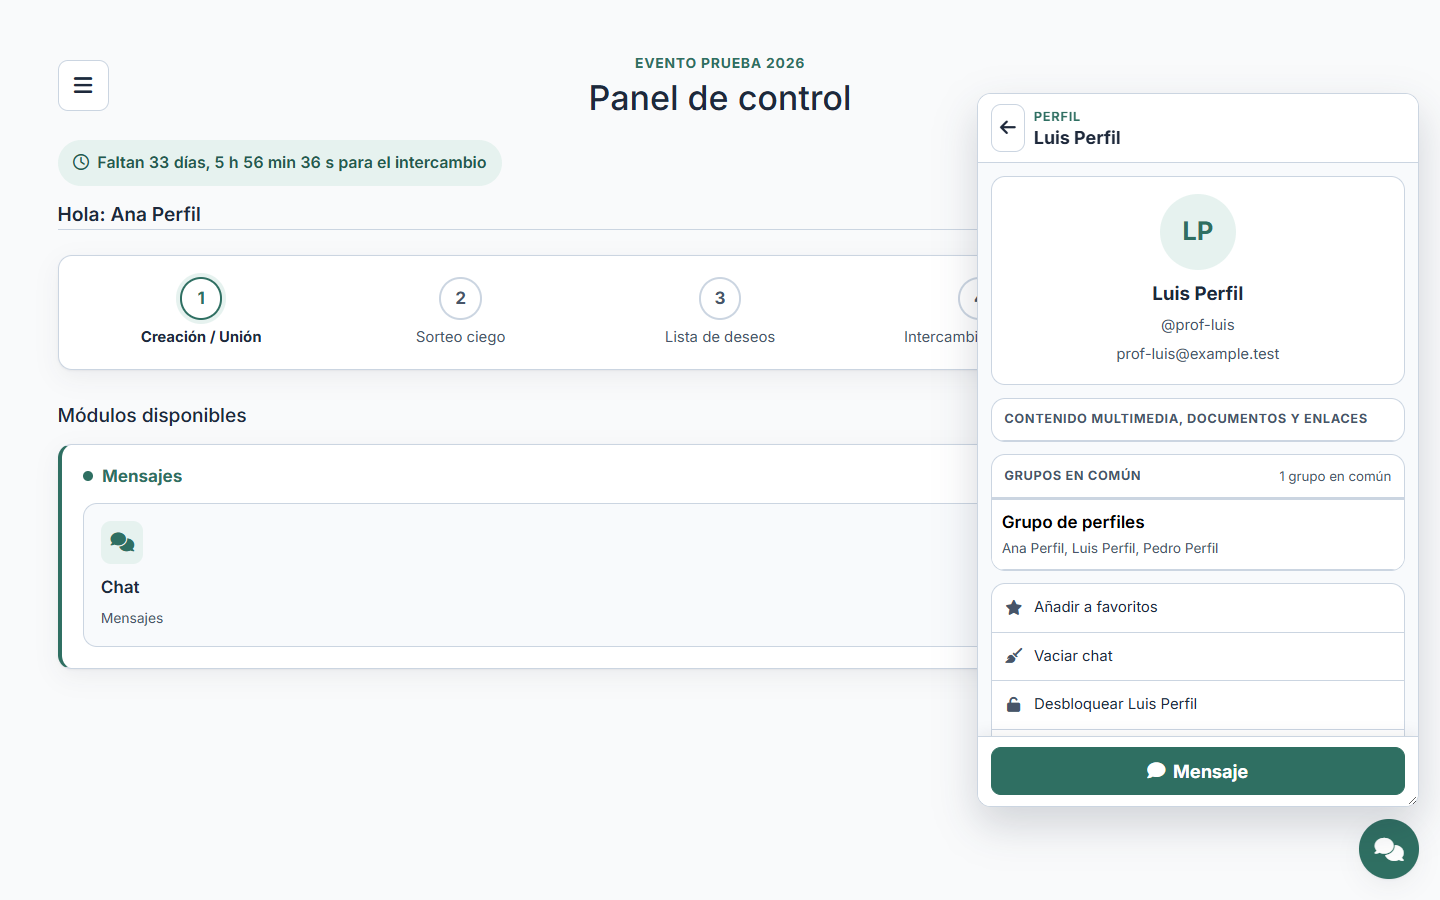 EVENTO PRUEBA 2026
Panel de control
Faltan 33 días, 5 h 56 min 36 s para el intercambio
Hola: Ana Perfil
1
Creación / Unión
2
Sorteo ciego
3
Lista de deseos
Módulos disponibles
Mensajes
Chat
Mensajes
PERFIL
Luis Perfil
LP
Luis Perfil
@prof-luis
prof-luis@example.test
CONTENIDO MULTIMEDIA, DOCUMENTOS Y ENLACES
GRUPOS EN COMÚN
1 grupo en común
Grupo de perfiles
Ana Perfil, Luis Perfil, Pedro Perfil
Añadir a favoritos
Vaciar chat
Desbloquear Luis Perfil
Mensaje